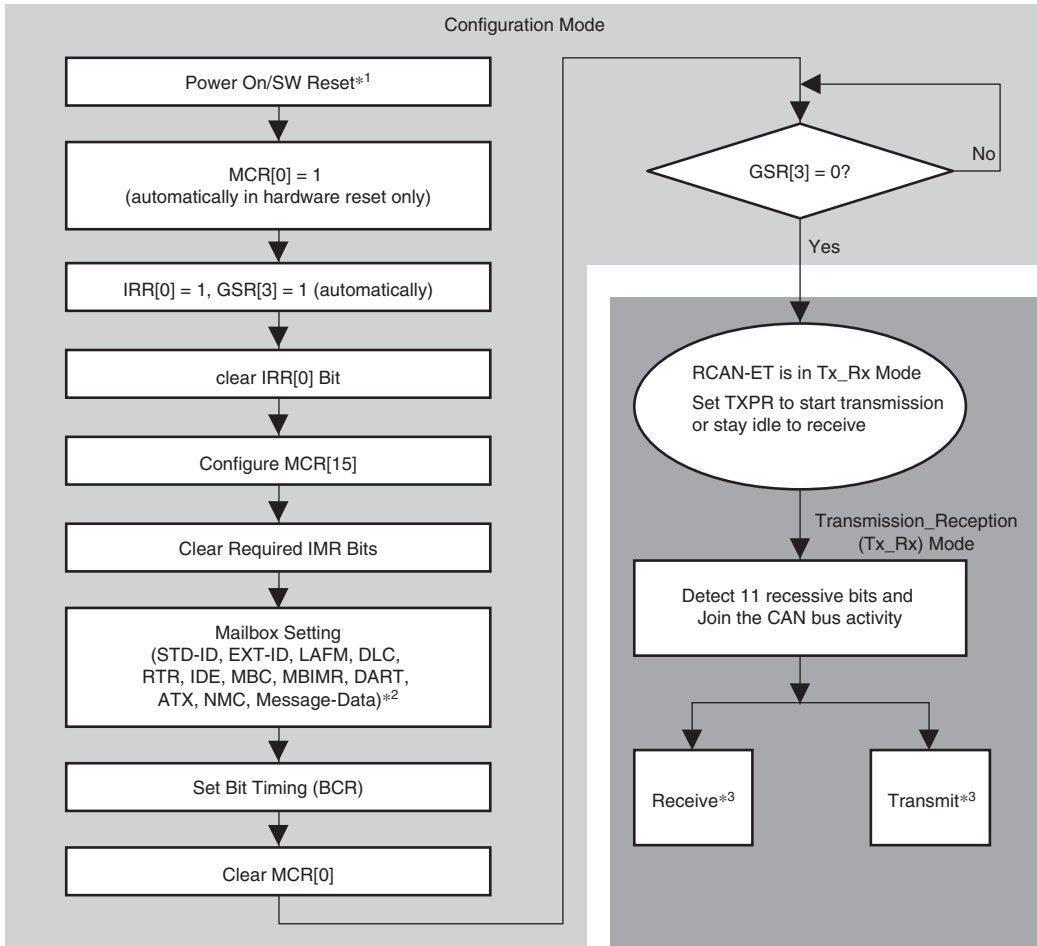 Configuration Mode
Power On/SW Reset*1
MCR[0] = 1
(automatically in hardware reset only)
IRR[0] = 1, GSR[3] = 1 (automatically)
clear IRR[0] Bit
Configure MCR[15]
Clear Required IMR Bits
Mailbox Setting
(STD-ID, EXT-ID, LAFM, DLC,
RTR, IDE, MBC, MBIMR, DART,
ATX, NMC, Message-Data)*2
Set Bit Timing (BCR)
Clear MCR[0]
GSR[3] = 0?
No
Yes
RCAN-ET is in Tx_Rx Mode
Set TXPR to start transmission
or stay idle to receive
Transmission_Reception
(Tx_Rx) Mode
Detect 11 recessive bits and
Join the CAN bus activity
Receive*3
Transmit*3